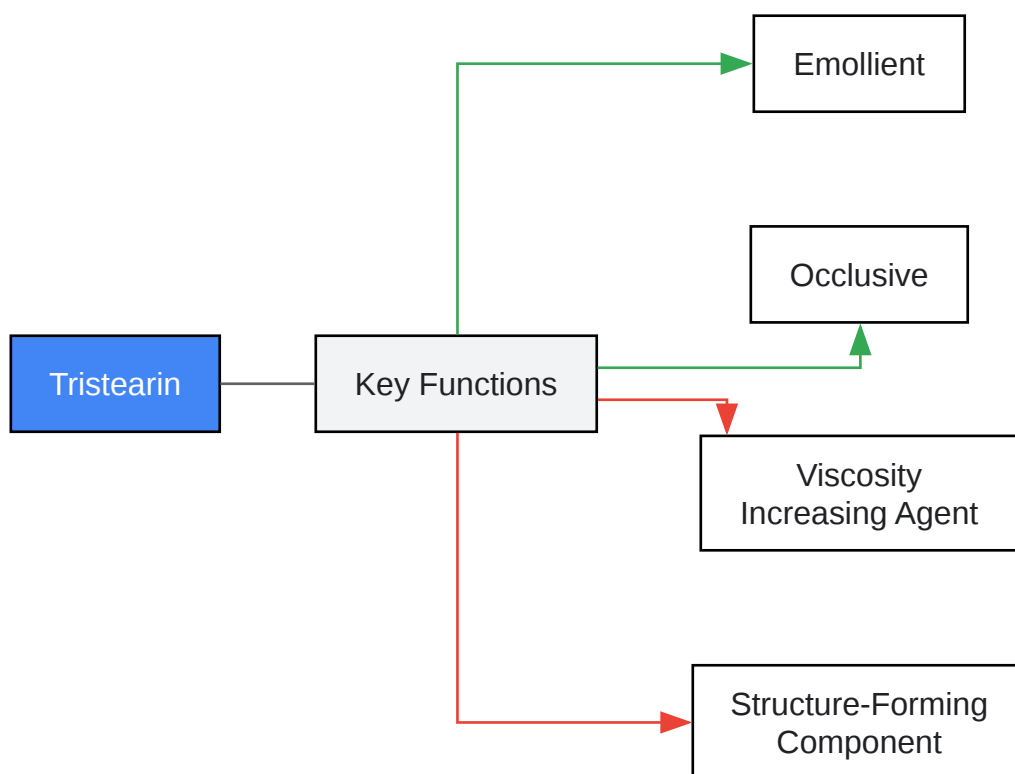 Emollient
Occlusive
Tristearin
Key Functions
Viscosity
Increasing Agent
Structure-Forming
Component